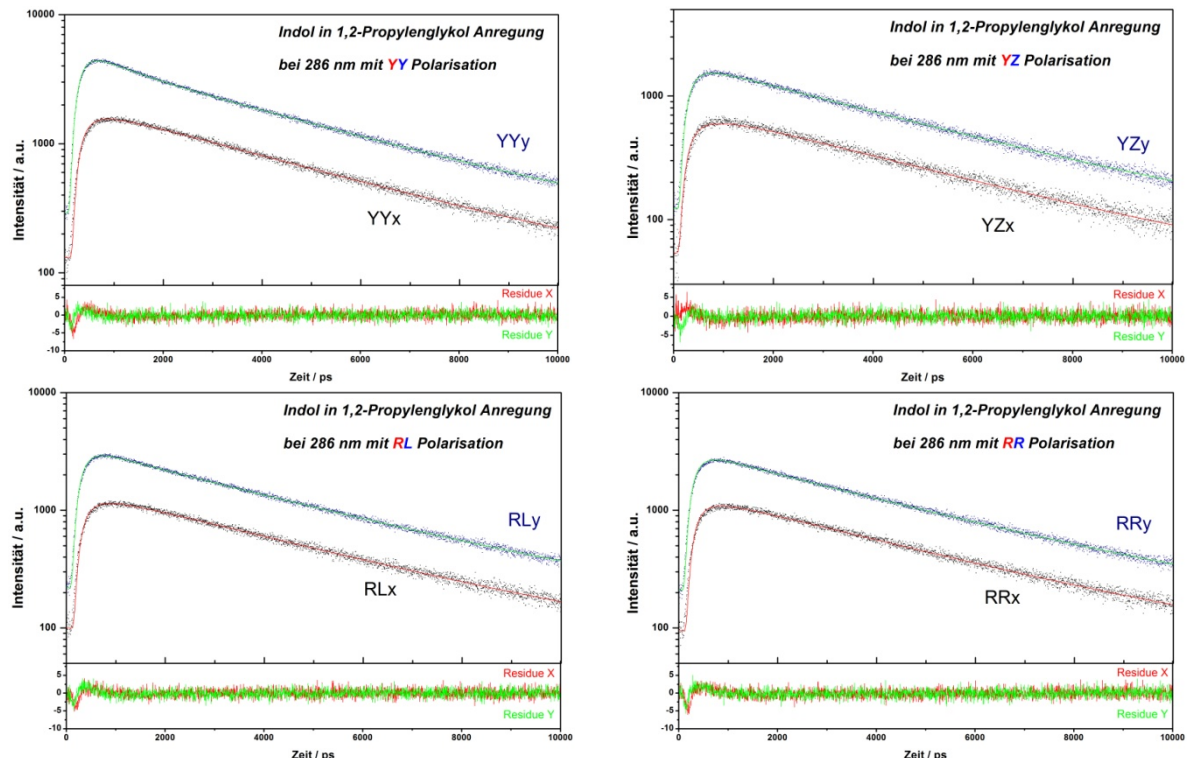 Indol in 1,2-Propylenglykol Anregung
bei 286 nm mit YY Polarisation
10000
1000
100
Intensität / a.u.
YYy
YYx
Residue X
Residue Y
5
0
-5
-10
0 2000 4000 6000 8000 10000
Zeit / ps
Indol in 1,2-Propylenglykol Anregung
bei 286 nm mit YZ Polarisation
1000
100
Intensität / a.u.
YZy
YZx
Residue X
Residue Y
5
0
-5
0 2000 4000 6000 8000 10000
Zeit / ps
Indol in 1,2-Propylenglykol Anregung
bei 286 nm mit RL Polarisation
10000
1000
100
Intensität / a.u.
RLy
RLx
Residue X
Residue Y
5
0
-5
-10
0 2000 4000 6000 8000 10000
Zeit / ps
Indol in 1,2-Propylenglykol Anregung
bei 286 nm mit RR Polarisation
10000
1000
100
Intensität / a.u.
RRy
RRx
Residue X
Residue Y
5
0
-5
-10
0 2000 4000 6000 8000 10000
Zeit / ps